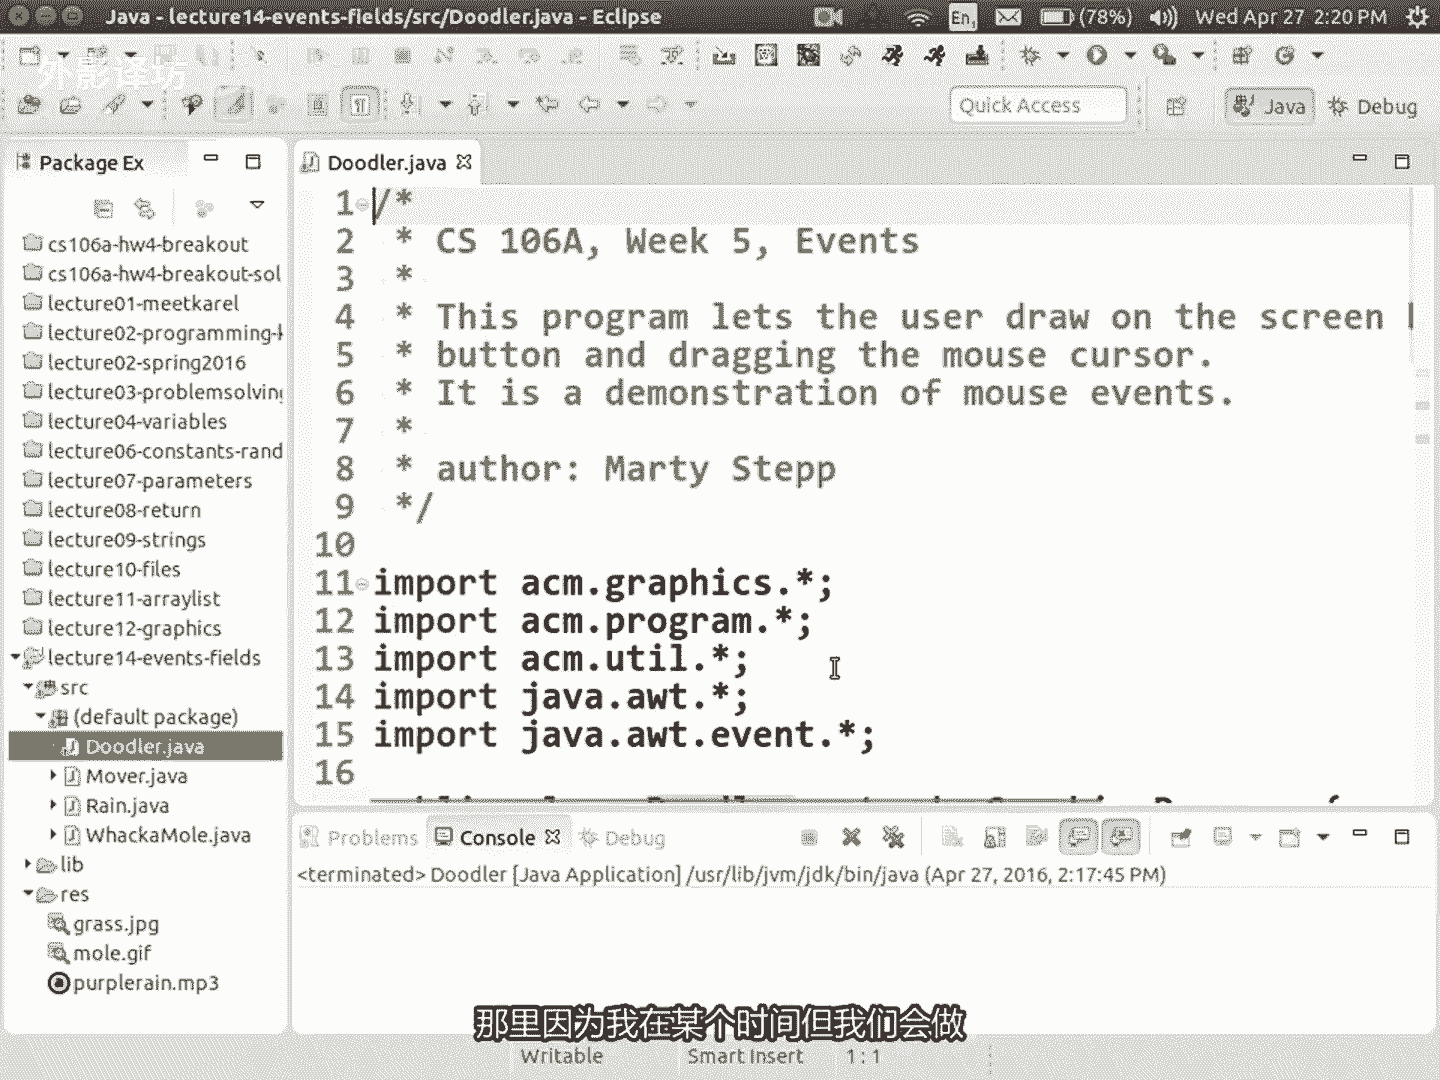 Java - lecture14-events-fields/src/Doodler.java - Eclipse
En1 (78%) Wed Apr 27 2:20 PM
外影译坊
Quick Access Java Debug
Package Ex
Doodler.java
cs106a-hw4-breakout
cs106a-hw4-breakout-sol
lecture01-meetkarel
lecture02-programming-
lecture02-spring2016
lecture03-problemsolving
lecture04-variables
lecture06-constants-rand
lecture07-parameters
lecture08-return
lecture09-strings
lecture10-files
lecture11-arraylist
lecture12-graphics
lecture14-events-fields
src
(default package)
Doodler.java
Mover.java
Rain.java
WhackaMole.java
lib
res
grass.jpg
mole.gif
purplerain.mp3
1 /*
2 * CS 106A, Week 5, Events
3 *
4 * This program lets the user draw on the screen
5 * button and dragging the mouse cursor.
6 * It is a demonstration of mouse events.
7 *
8 * author: Marty Stepp
9 */
10
11 import acm.graphics.*;
12 import acm.program.*;
13 import acm.util.*;
14 import java.awt.*;
15 import java.awt.event.*;
16
Problems Console Debug
<terminated> Doodler [Java Application] /usr/lib/jvm/jdk/bin/java (Apr 27, 2016, 2:17:45 PM)
那里因为我在某个时间但我们会做
Writable Smart Insert 1 : 1